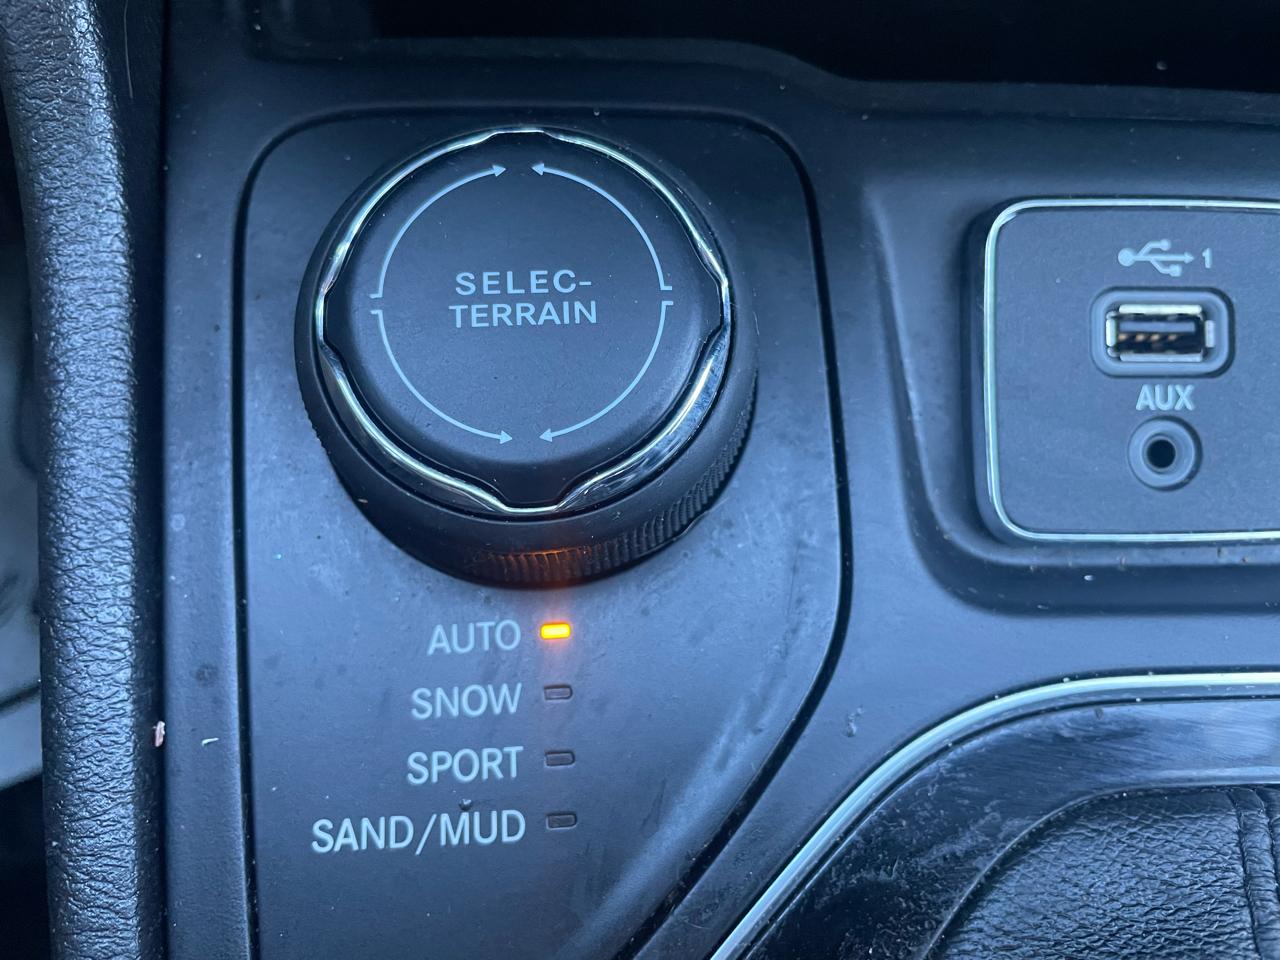 SELEC-
TERRAIN
1
AUX
AUTO
SNOW
SPORT
SAND/MUD